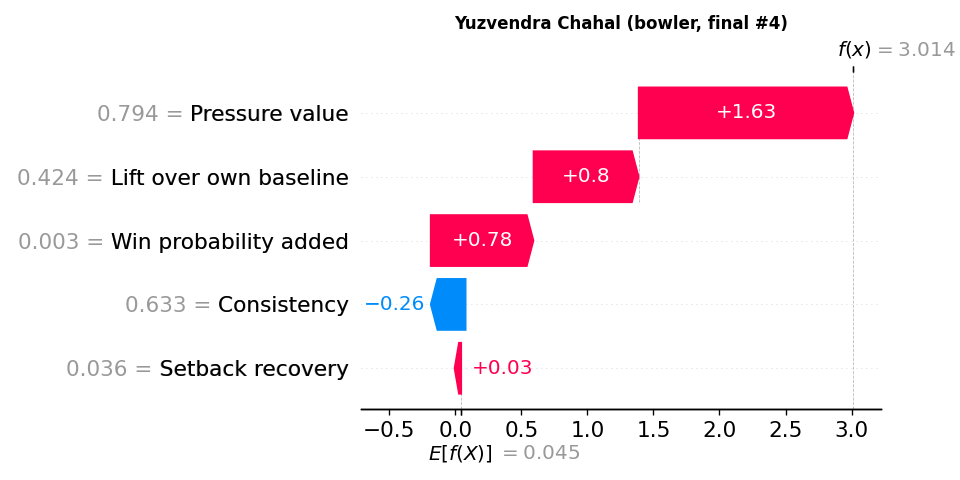 Yuzvendra Chahal (bowler, final #4)
f(x) = 3.014
0.794 = Pressure value
+1.63
0.424 = Lift over own baseline
+0.8
0.003 = Win probability added
+0.78
0.633 = Consistency
−0.26
0.036 = Setback recovery
+0.03
−0.5 0.0 0.5 1.0 1.5 2.0 2.5 3.0
E[f(X)] = 0.045